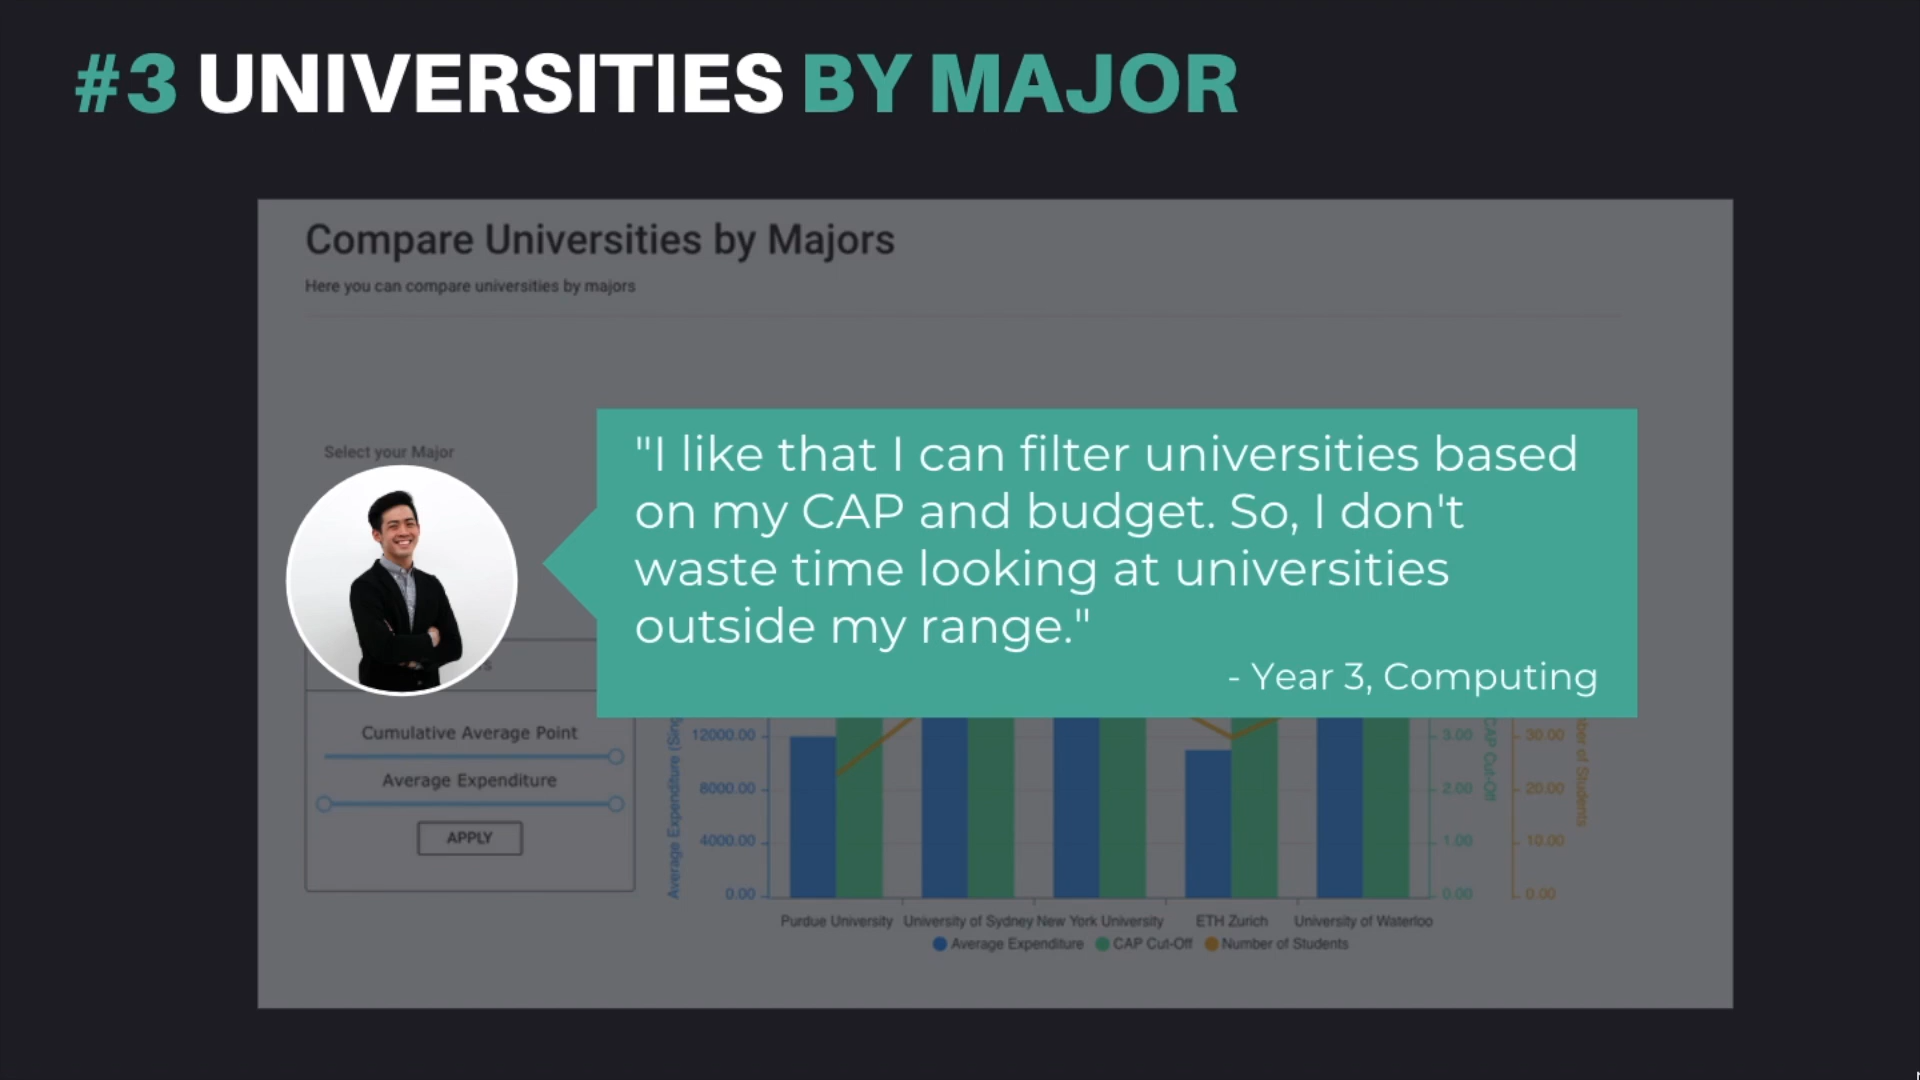 #3 UNIVERSITIES BY MAJOR
Compare Universities by Majors
Here you can compare universities by majors
Select your Major
"I like that I can filter universities based
on my CAP and budget. So, I don't
waste time looking at universities
outside my range."
- Year 3, Computing
Cumulative Average Point
Average Expenditure
APPLY
Average Expenditure
12000.00
8000.00
4000.00
0.00
3.00
2.00
1.00
0.00
CAP Cut-Off
30.00
20.00
10.00
0.00
of Students
Purdue University University of Sydney New York University ETH Zurich University of Waterloo
Average Expenditure CAP Cut-Off Number of Students